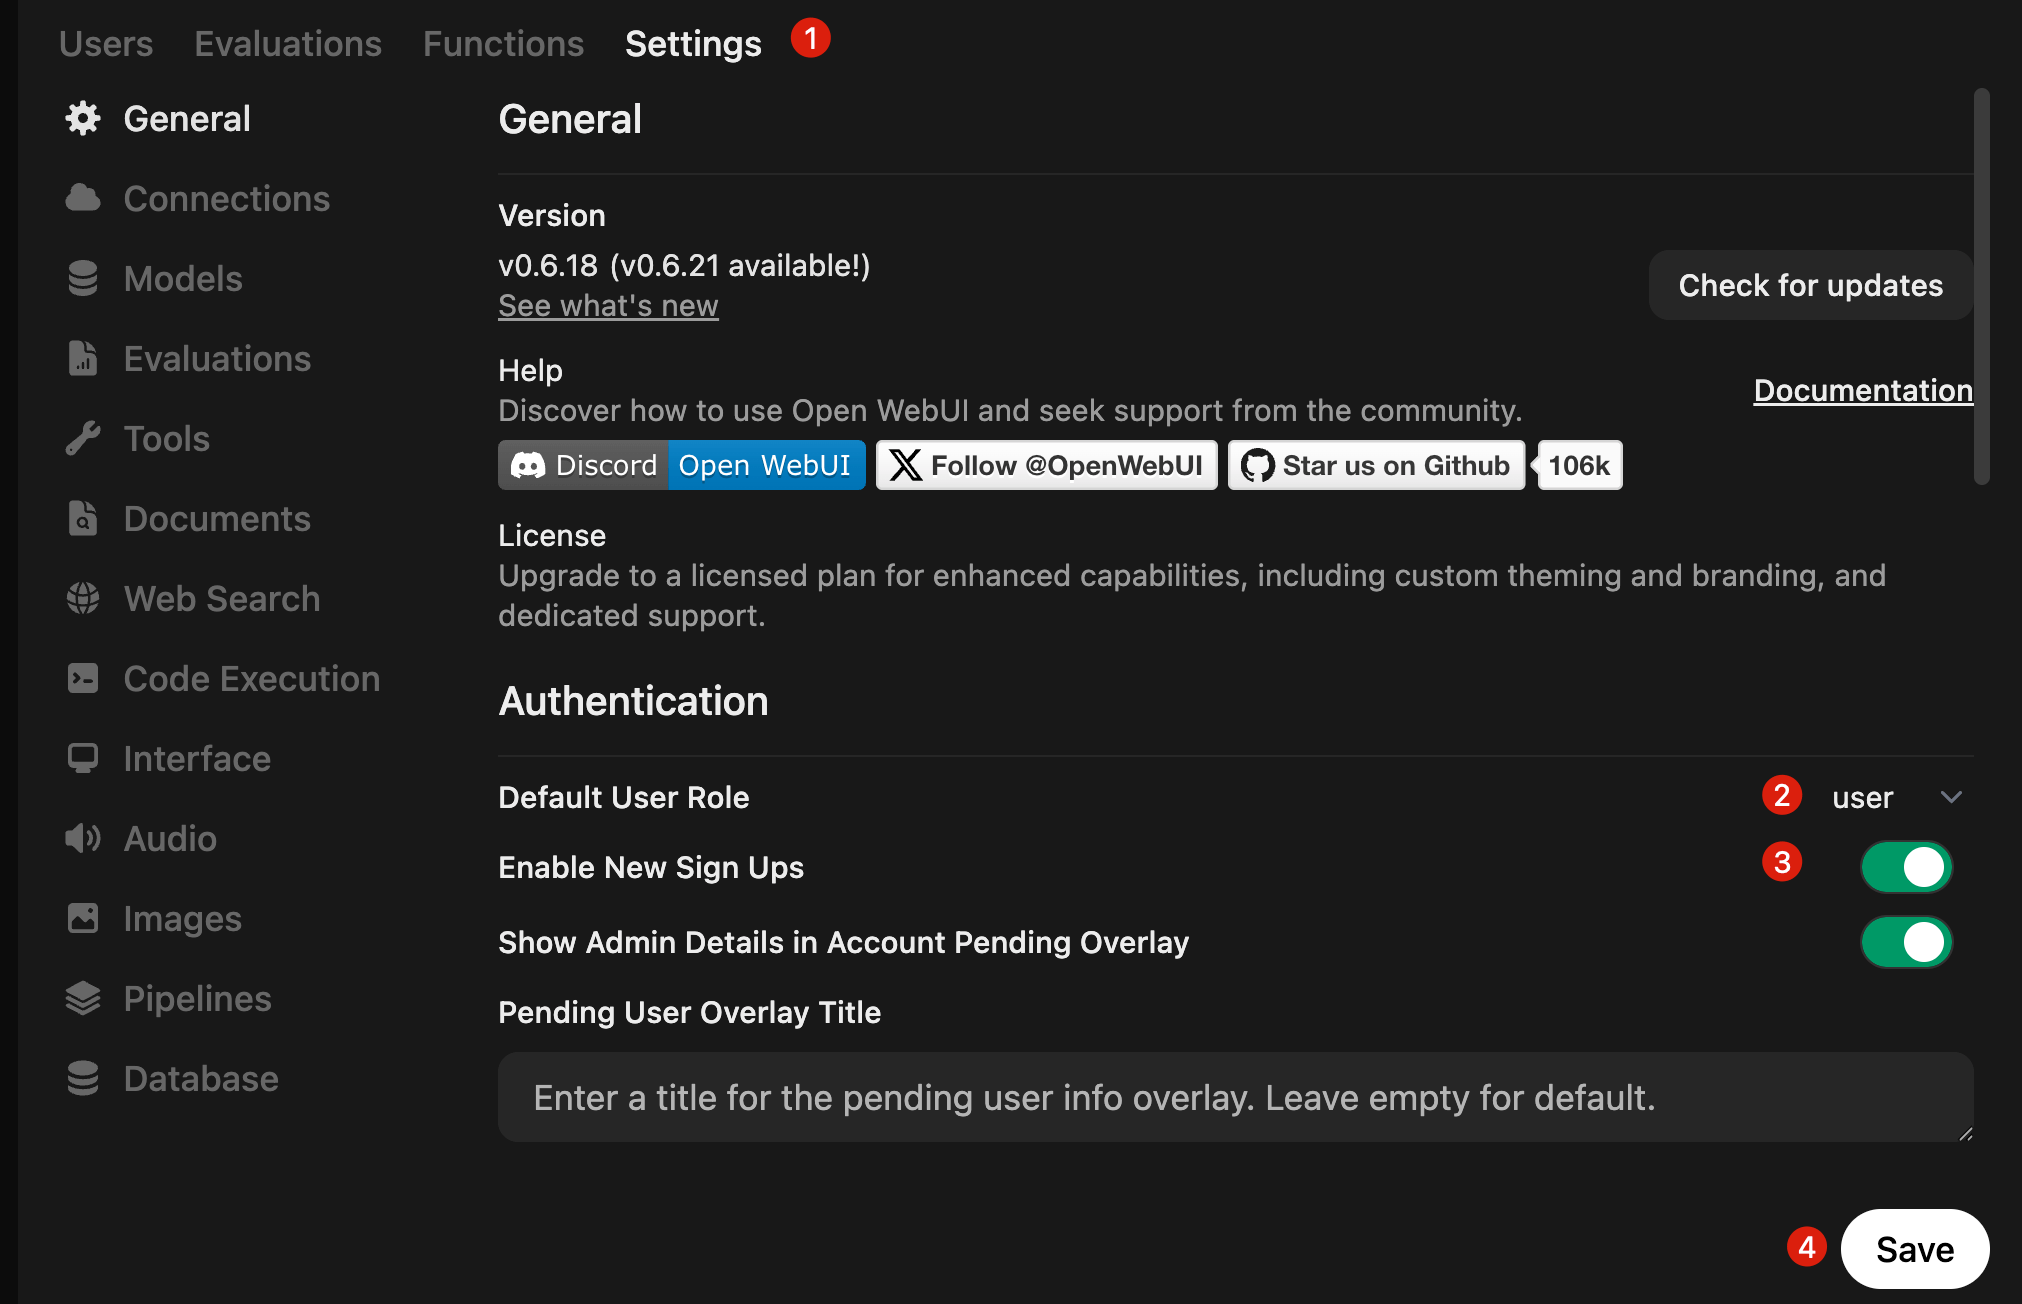 Users Evaluations Functions Settings 1
General
Connections
Models
Evaluations
Tools
Documents
Web Search
Code Execution
Interface
Audio
Images
Pipelines
Database
General
Version
v0.6.18 (v0.6.21 available!)
See what's new
Check for updates
Help
Discover how to use Open WebUI and seek support from the community.
Documentation
Discord Open WebUI Follow @OpenWebUI Star us on Github 106k
License
Upgrade to a licensed plan for enhanced capabilities, including custom theming and branding, and
dedicated support.
Authentication
Default User Role 2 user
Enable New Sign Ups 3
Show Admin Details in Account Pending Overlay
Pending User Overlay Title
Enter a title for the pending user info overlay. Leave empty for default.
4 Save